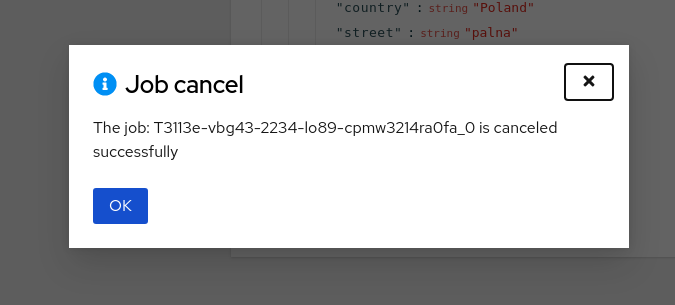 "country" : string "Poland"
"street" : string "palna"
Job cancel
The job: T3113e-vbg43-2234-lo89-cpmw3214ra0fa_0 is canceled
successfully
OK